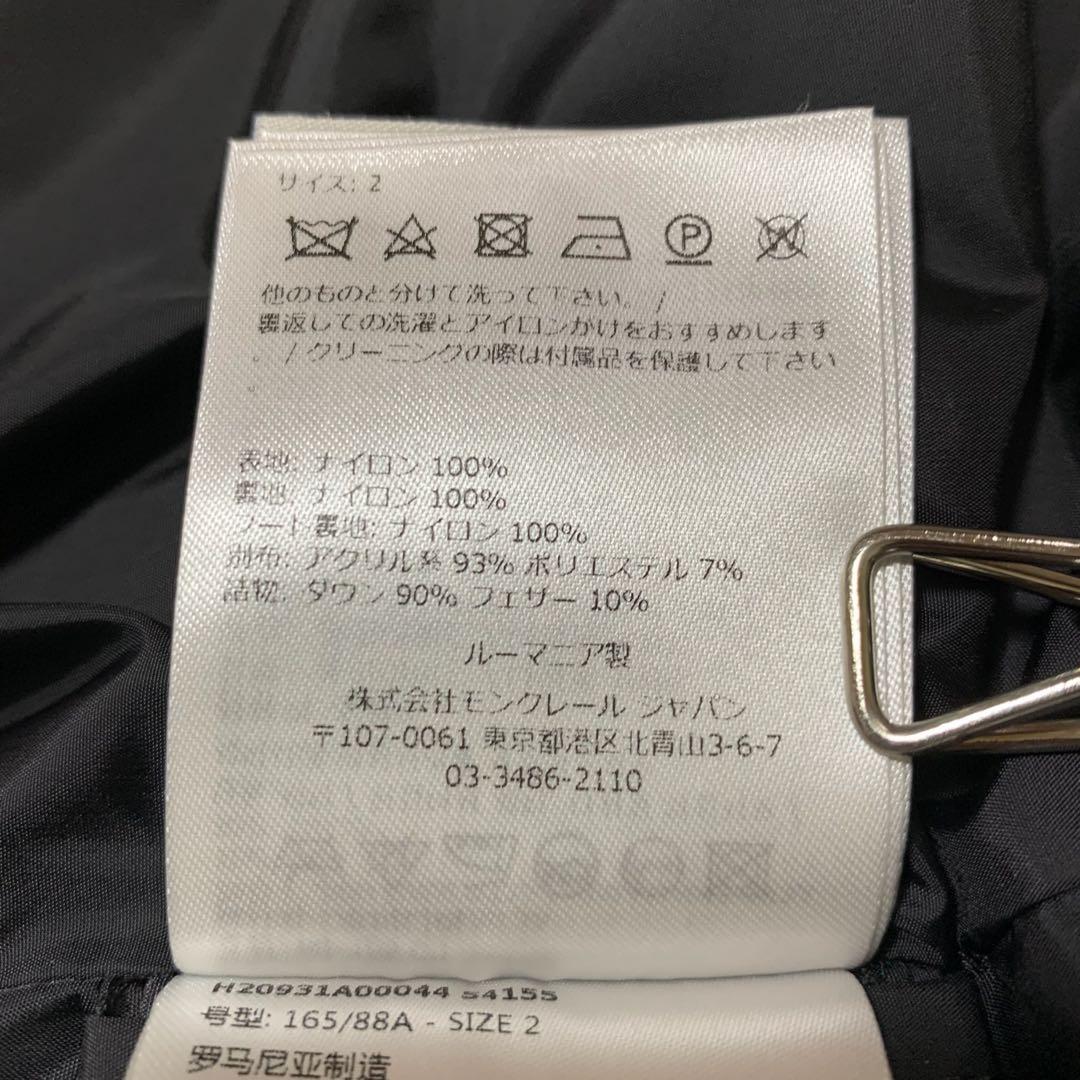 サイズ: 2
P
W
他のものと分けて洗って下さい。/
裏返しての洗濯とアイロンかけをおすすめします
。/ クリーニングの際は付属品を保護して下さい
。
表地: ナイロン 100%
裏地: ナイロン 100%
フード裏地: ナイロン 100%
別布: アクリル系 93% ポリエステル 7%
詰物: ダウン 90% フェザー 10%
ルーマニア製
株式会社モンクレール ジャパン
〒107-0061 東京都港区北青山3-6-7
03-3486-2110
H20931A00044 54155
号型: 165/88A - SIZE 2
罗马尼亚制造